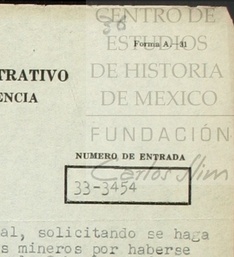 CENTRO DE
36
Forma A.-31
ESTUDIOS
DE HISTORIA
TRATIVO
DE MEXICO
ENCIA
FUNDACIÓN
NUMERO DE ENTRADA
Carlos Slim
33-3454
al, solicitando se haga
s mineros por haberse